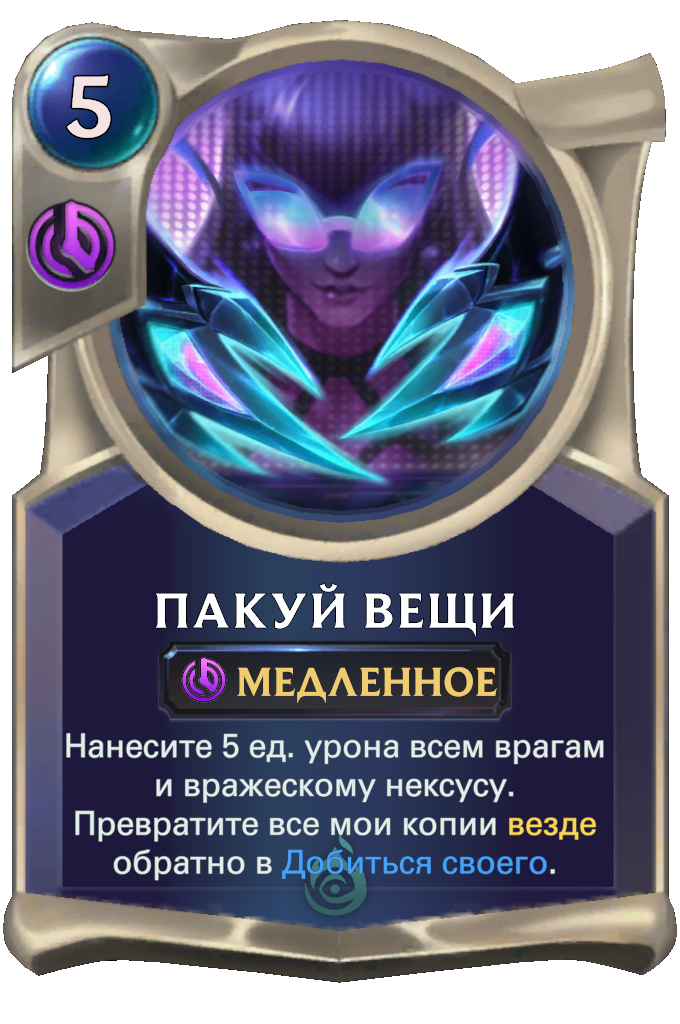 5
ПАКУЙ ВЕЩИ
МЕДЛЕННОЕ
Нанесите 5 ед. урона всем врагам
и вражескому нексусу.
Превратите все мои копии везде
обратно в Добиться своего.